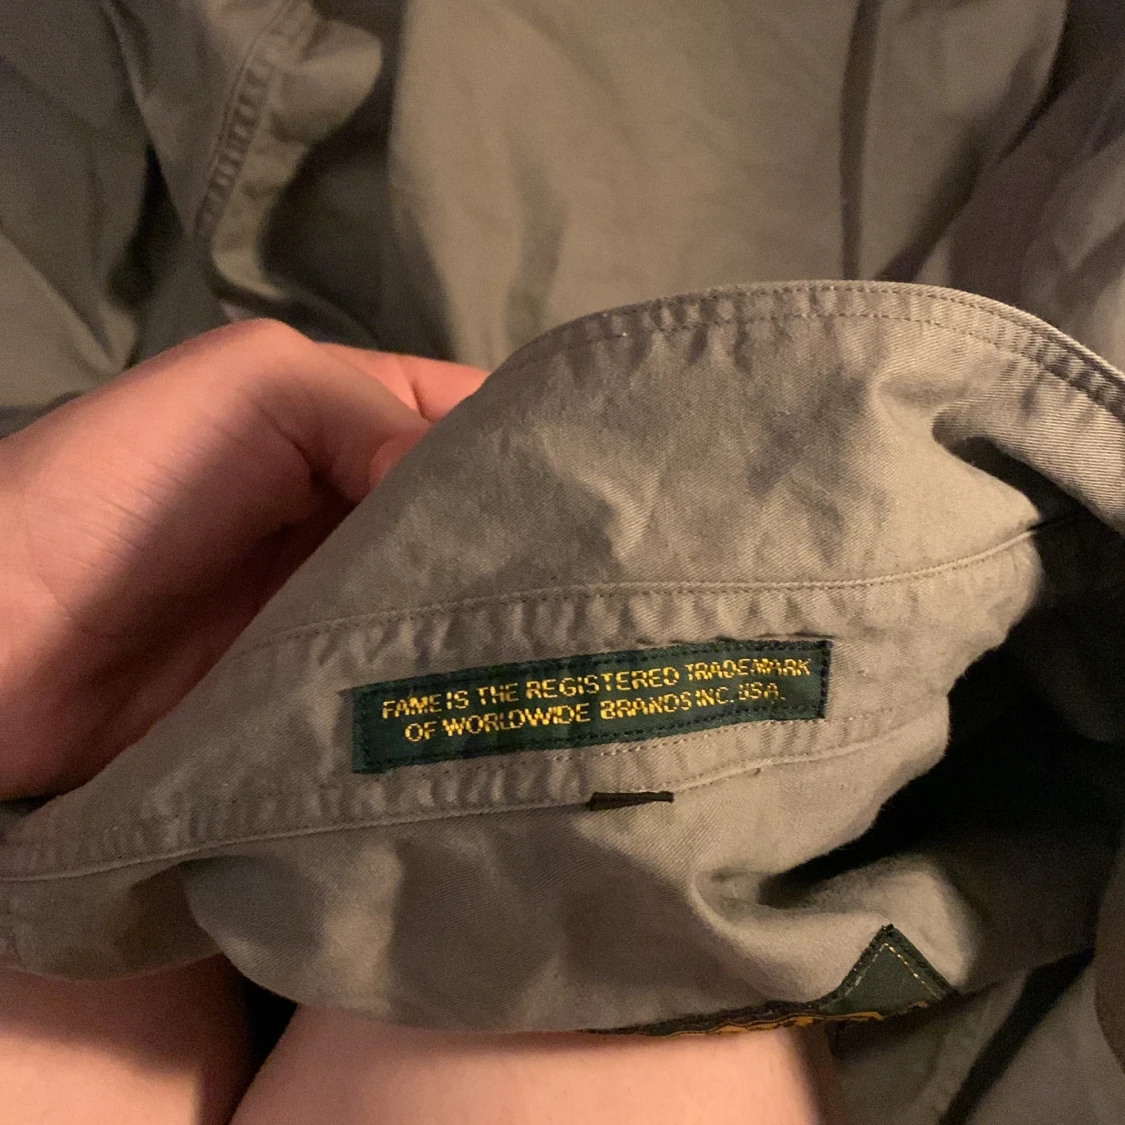 FAME IS THE REGISTERED TRADEMARK
OF WORLDWIDE BRANDS INC. USA.